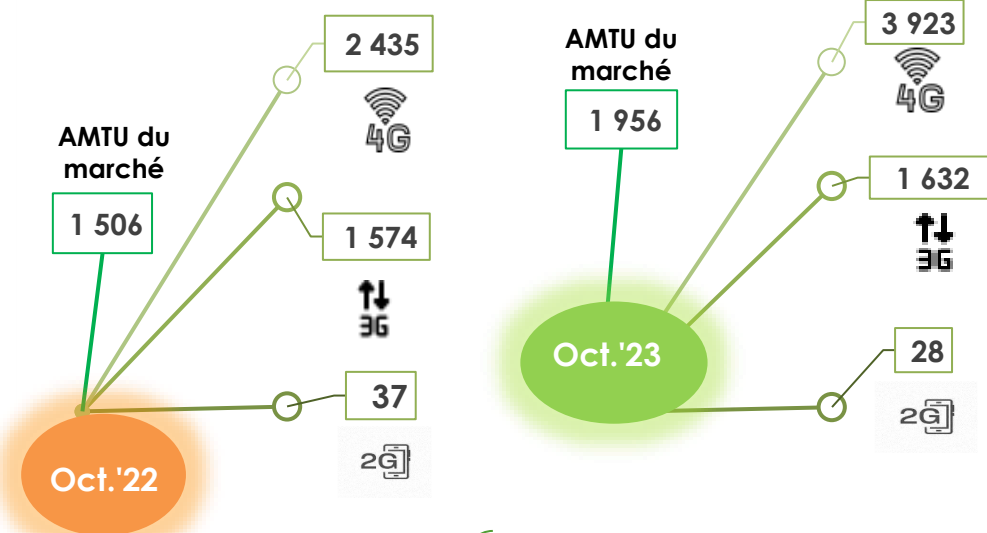 2 435
4G
AMTU du
marché
1 506
1 574
3G
37
2G
Oct.'22
3 923
4G
AMTU du
marché
1 956
1 632
3G
Oct.'23
28
2G